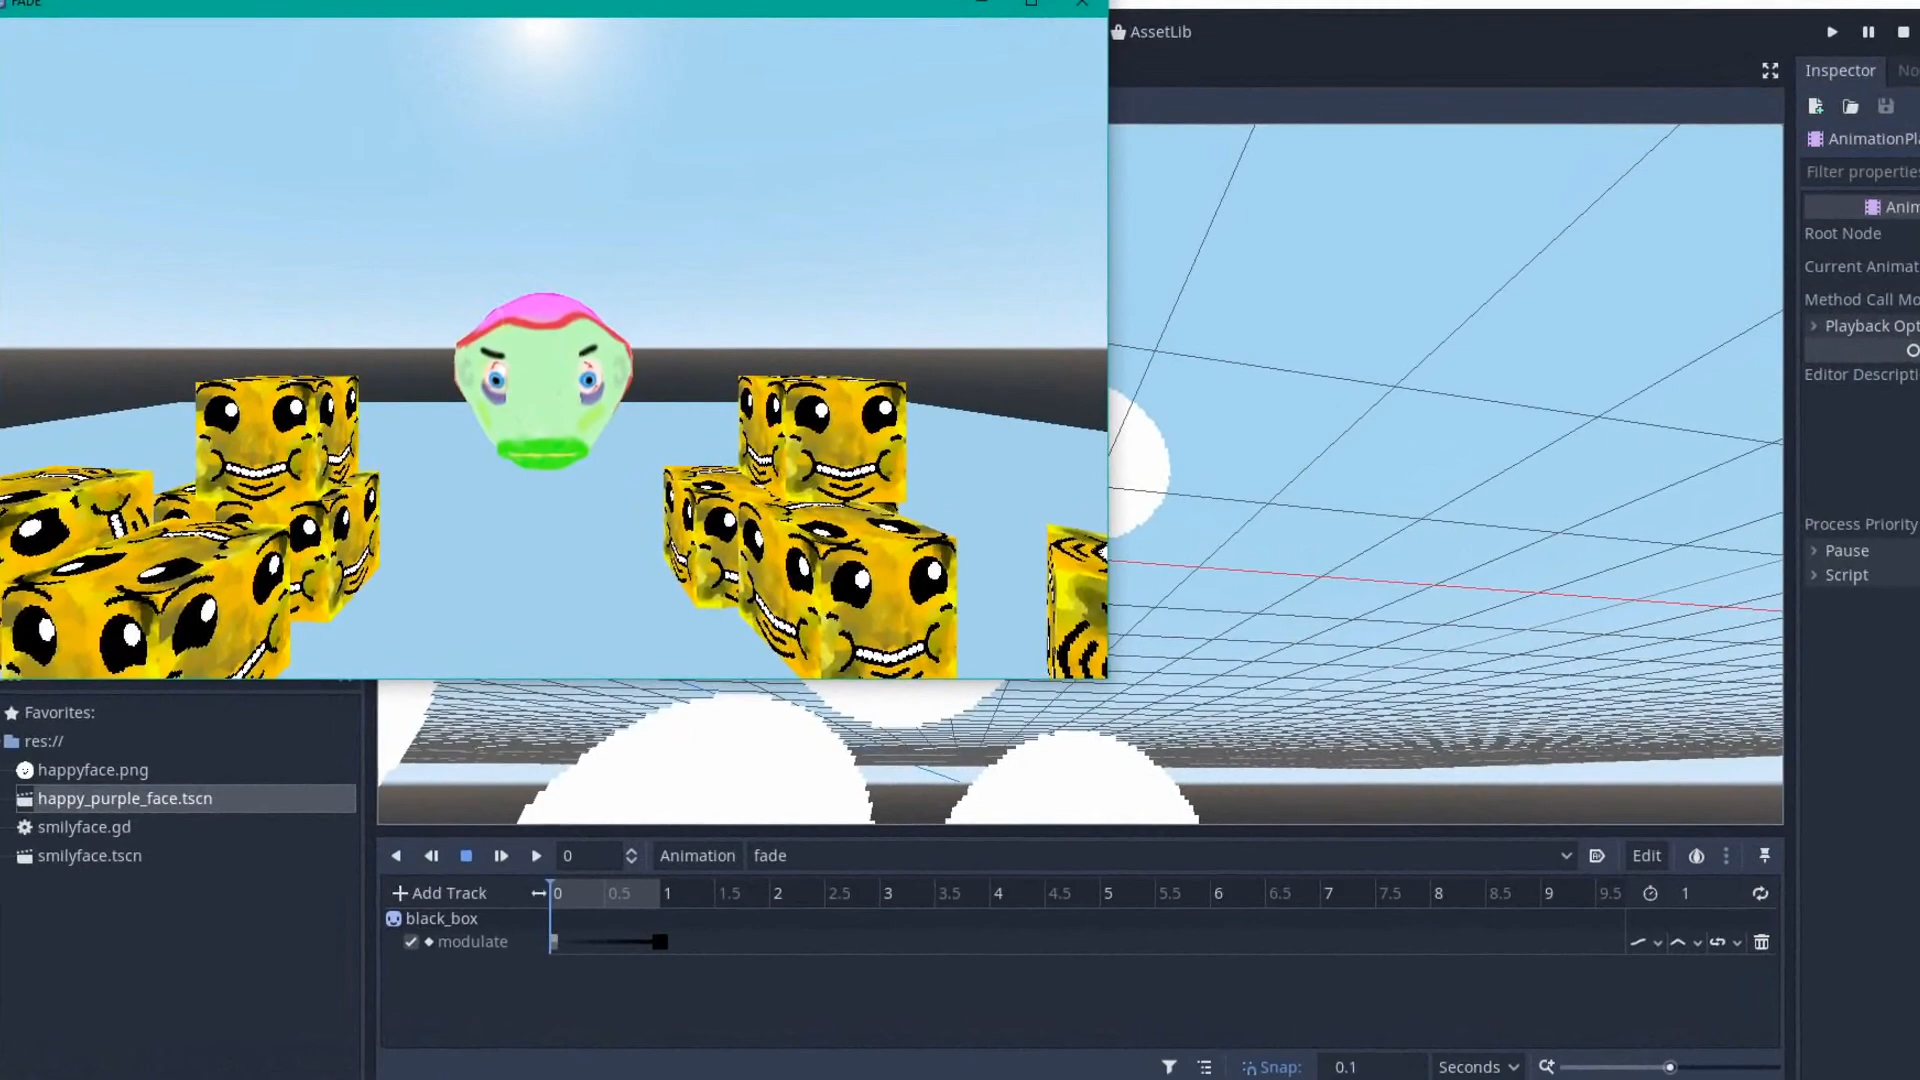 FADE
AssetLib
Inspector
No
AnimationPla
Filter properties
Anim
Root Node
Current Animat
Method Call Mo
Playback Opt
Editor Descripti
Process Priority
Pause
Script
Favorites:
res://
happyface.png
happy_purple_face.tscn
smilyface.gd
smilyface.tscn
0
Animation
fade
Edit
Add Track
0
0.5
1
1.5
2
2.5
3
3.5
4
4.5
5
5.5
6
6.5
7
7.5
8
8.5
9
9.5
1
black_box
modulate
Snap:
0.1
Seconds